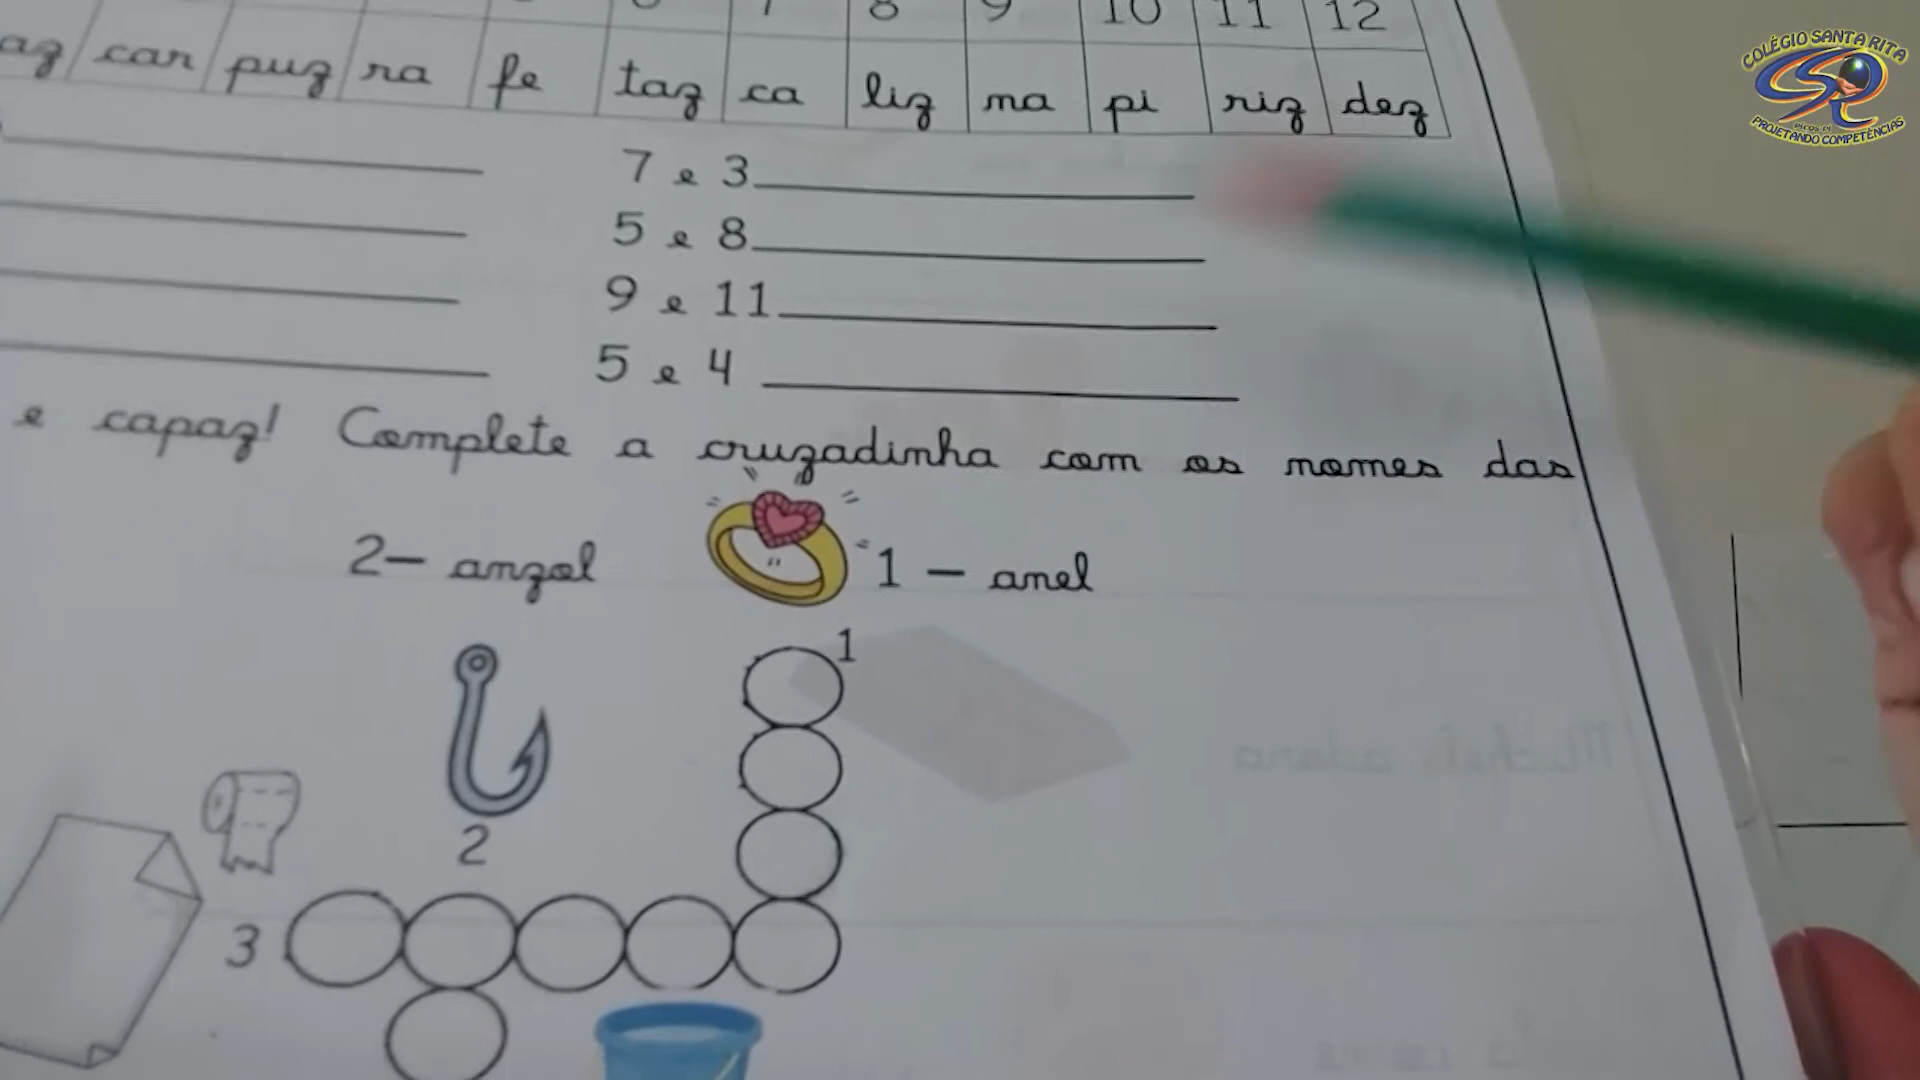 8 9 10 11 12
az car puz ra fe taz ca liz ma pi riz dez
7 e 3
5 e 8
9 e 11
5 e 4
e capaz! Complete a cruzadinha com os nomes das
2- anzol
1 - anel
1
2
3
COLÉGIO SANTA RITA
PROJETANDO COMPETÊNCIAS